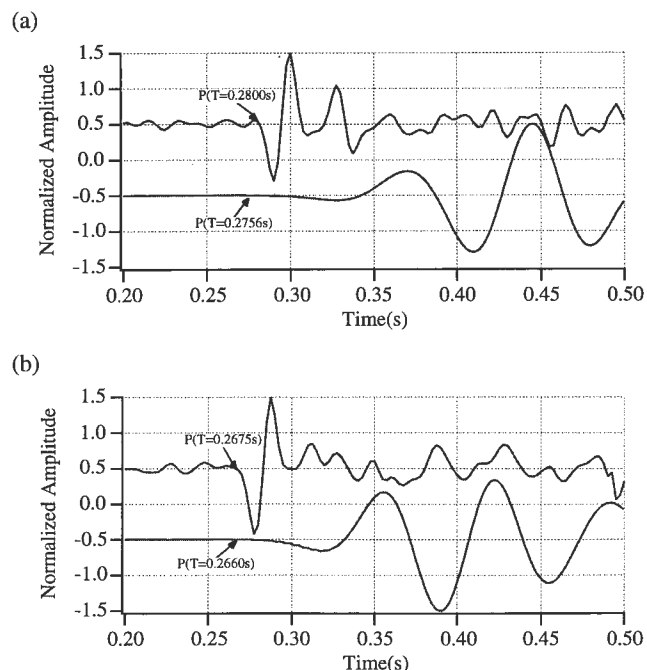 (a)
1.5
1.0
0.5
0.0
-0.5
-1.0
-1.5
Normalized Amplitude
P(T=0.2800s)
P(T=0.2756s)
0.20 0.25 0.30 0.35 0.40 0.45 0.50
Time(s)
(b)
1.5
1.0
0.5
0.0
-0.5
-1.0
-1.5
Normalized Amplitude
P(T=0.2675s)
P(T=0.2660s)
0.20 0.25 0.30 0.35 0.40 0.45 0.50
Time(s)